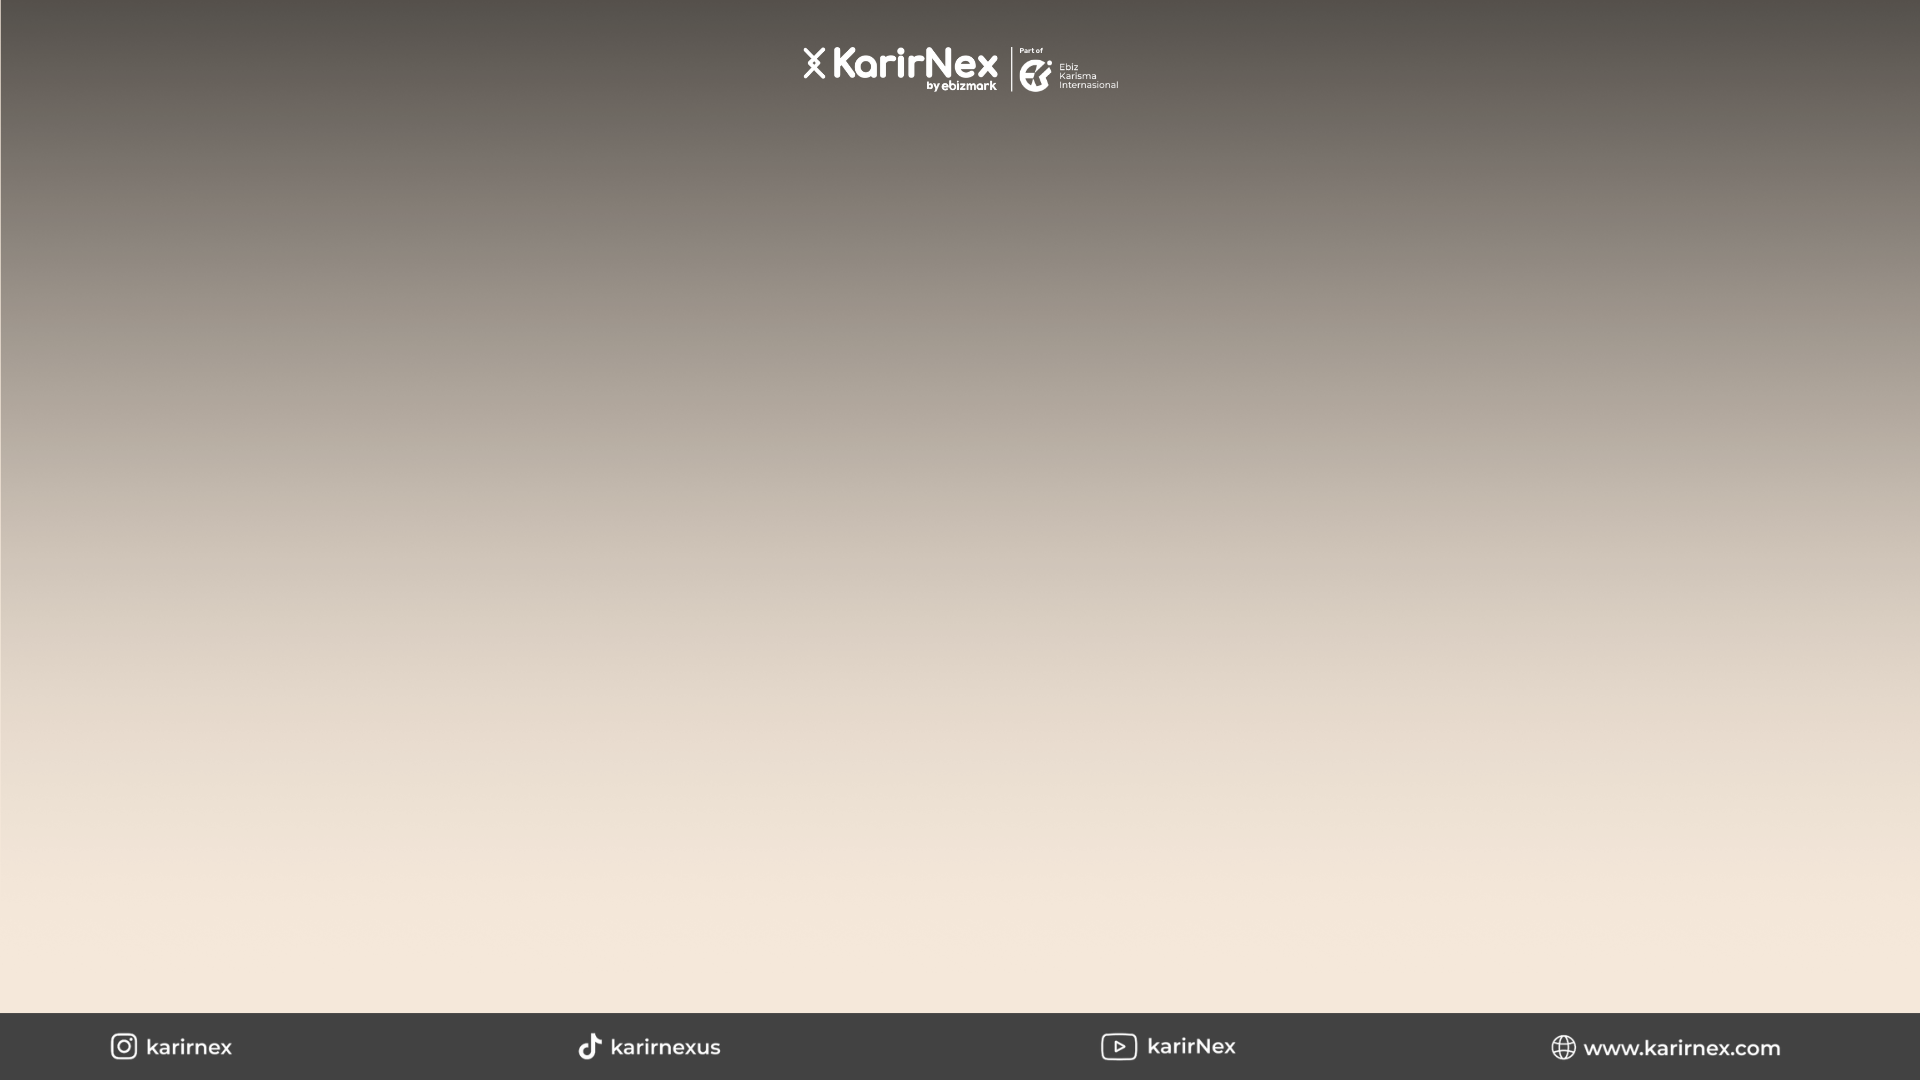 KarirNex
by ebizmark
Part of
Ebiz
Karisma
Internasional
karirnex
karirnexus
karirNex
www.karirnex.com